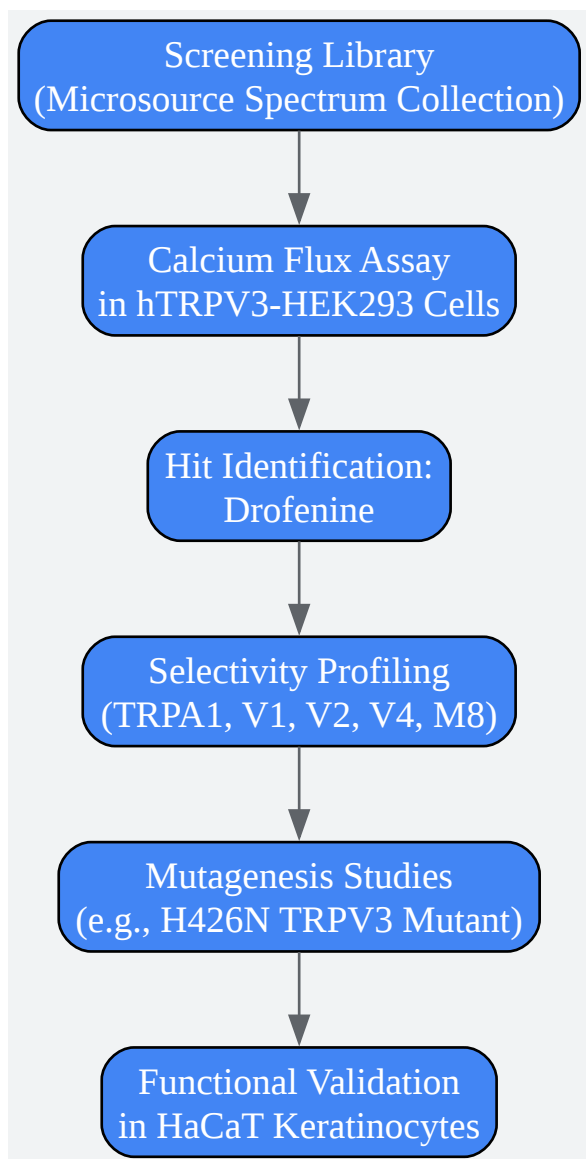 Screening Library
(Microsource Spectrum Collection)
Calcium Flux Assay
in hTRPV3-HEK293 Cells
Hit Identification:
Drofenine
Selectivity Profiling
(TRPA1, V1, V2, V4, M8)
Mutagenesis Studies
(e.g., H426N TRPV3 Mutant)
Functional Validation
in HaCaT Keratinocytes